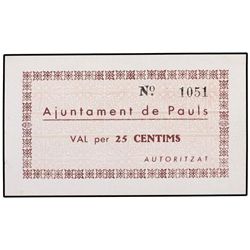 Nº 1051
Ajuntament de Pauls
VAL per 25 CENTIMS
AUTORITZAT